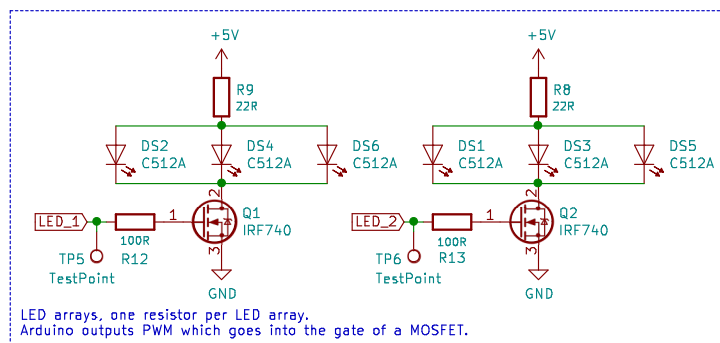 +5V
+5V
R9
22R
R8
22R
DS2
C512A
DS4
C512A
DS6
C512A
DS1
C512A
DS3
C512A
DS5
C512A
2
2
LED_1
1
Q1
IRF740
LED_2
1
Q2
IRF740
100R
R12
3
100R
R13
3
TP5
TestPoint
TP6
TestPoint
GND
GND
LED arrays, one resistor per LED array.
Arduino outputs PWM which goes into the gate of a MOSFET.